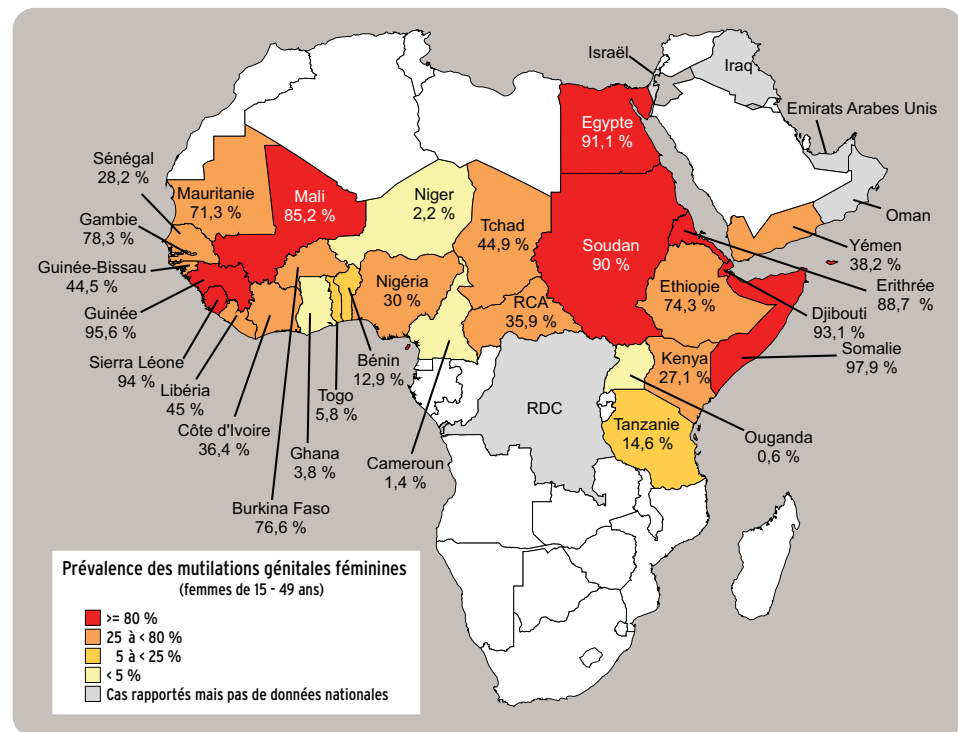 Israël
Iraq
Emirats Arabes Unis
Oman
Egypte
91,1 %
Sénégal
28,2 %
Mauritanie
71,3 %
Mali
85,2 %
Niger
2,2 %
Tchad
44,9 %
Soudan
90 %
Yémen
38,2 %
Gambie
78,3 %
Guinée-Bissau
44,5 %
Guinée
95,6 %
Sierra Léone
94 %
Libéria
45 %
Côte d'Ivoire
36,4 %
Burkina Faso
76,6 %
Ghana
3,8 %
Togo
5,8 %
Bénin
12,9 %
Nigéria
30 %
Cameroun
1,4 %
RCA
35,9 %
Ethiopie
74,3 %
Erithrée
88,7 %
Djibouti
93,1 %
Somalie
97,9 %
Kenya
27,1 %
Ouganda
0,6 %
RDC
Tanzanie
14,6 %
Prévalence des mutilations génitales féminines
(femmes de 15 - 49 ans)
>= 80 %
25 à < 80 %
5 à < 25 %
< 5 %
Cas rapportés mais pas de données nationales